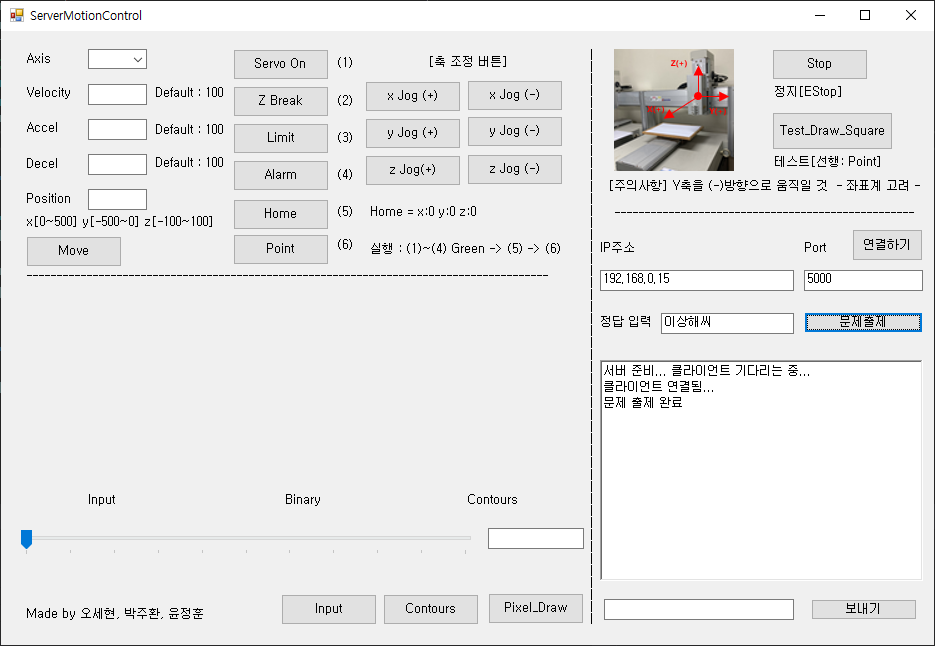 ServerMotionControl
Axis
Velocity
Default : 100
Accel
Default : 100
Decel
Default : 100
Position
x[0~500] y[-500~0] z[-100~100]
Move
Servo On
(1)
Z Break
(2)
Limit
(3)
Alarm
(4)
Home
(5)
Point
(6)
[축 조정 버튼]
x Jog (+)
x Jog (-)
y Jog (+)
y Jog (-)
z Jog(+)
z Jog (-)
Home = x:0 y:0 z:0
실행 : (1)~(4) Green -> (5) -> (6)
Z(+)
Stop
정지[EStop]
Test_Draw_Square
테스트[선행: Point]
[주의사항] Y축을 (-)방향으로 움직일 것 - 좌표계 고려 -
IP주소
Port
연결하기
192.168.0.15
5000
정답 입력
이상해씨
문제출제
서버 준비... 클라이언트 기다리는 중...
클라이언트 연결됨...
문제 출제 완료
Input
Binary
Contours
Made by 오세현, 박주환, 윤정훈
Input
Contours
Pixel_Draw
보내기